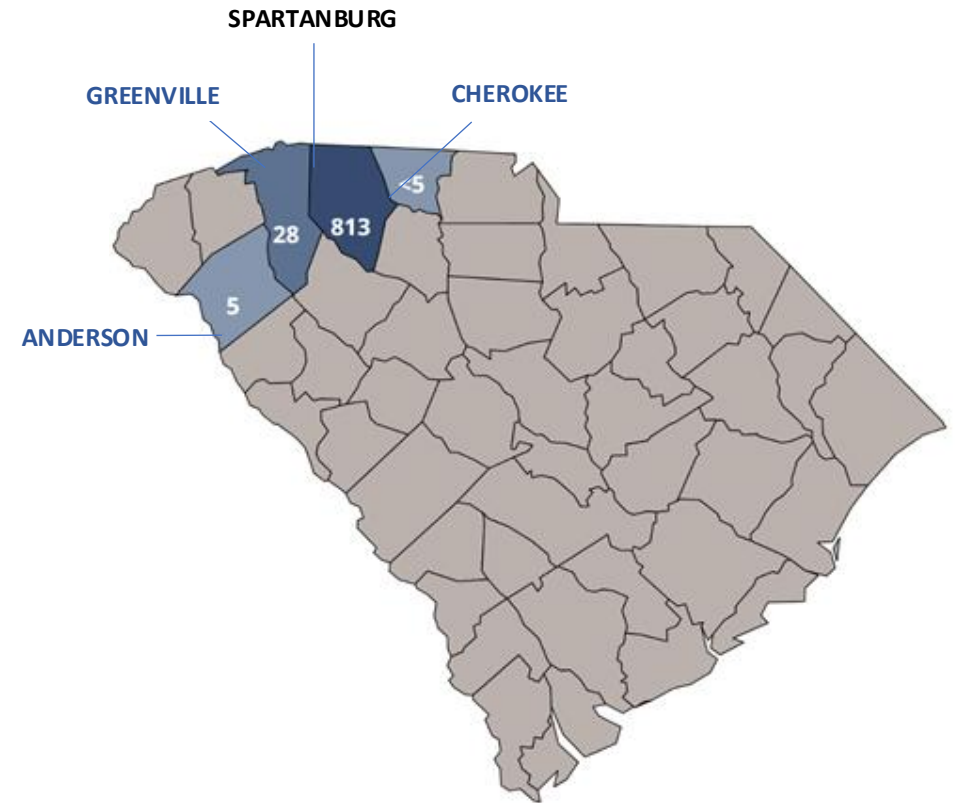 SPARTANBURG
GREENVILLE
CHEROKEE
<5
28
813
5
ANDERSON